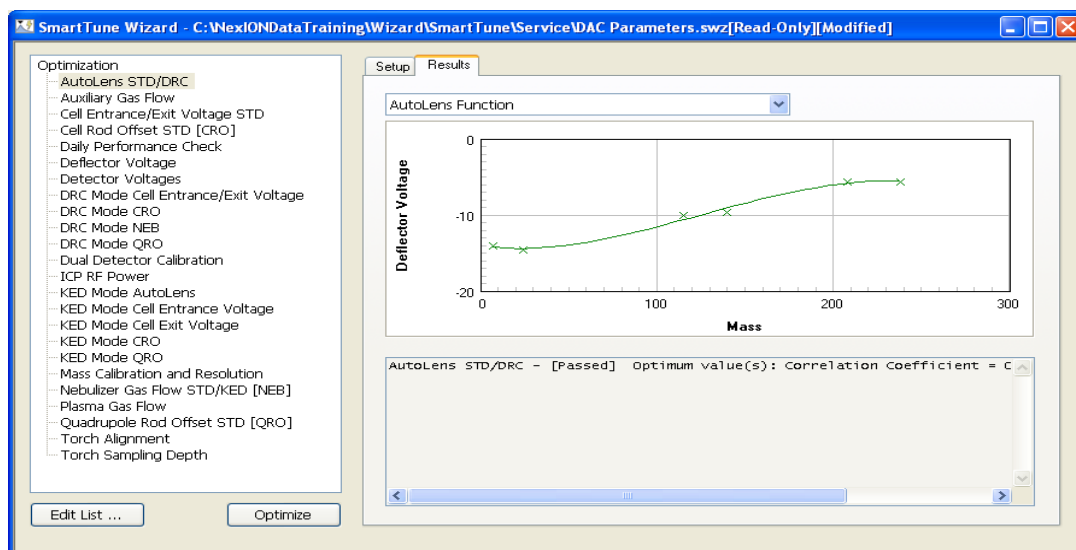 SmartTune Wizard - C:\NexIONDataTraining\Wizard\SmartTune\Service\DAC Parameters.swz[Read-Only][Modified]
Optimization
AutoLens STD/DRC
Auxiliary Gas Flow
Cell Entrance/Exit Voltage STD
Cell Rod Offset STD [CRO]
Daily Performance Check
Deflector Voltage
Detector Voltages
DRC Mode Cell Entrance/Exit Voltage
DRC Mode CRO
DRC Mode NEB
DRC Mode QRO
Dual Detector Calibration
ICP RF Power
KED Mode AutoLens
KED Mode Cell Entrance Voltage
KED Mode Cell Exit Voltage
KED Mode CRO
KED Mode QRO
Mass Calibration and Resolution
Nebulizer Gas Flow STD/KED [NEB]
Plasma Gas Flow
Quadrupole Rod Offset STD [QRO]
Torch Alignment
Torch Sampling Depth
Edit List ...
Optimize
Setup
Results
AutoLens Function
Deflector Voltage
0
-10
-20
0
100
200
300
Mass
AutoLens STD/DRC - [Passed] Optimum value(s): Correlation Coefficient =